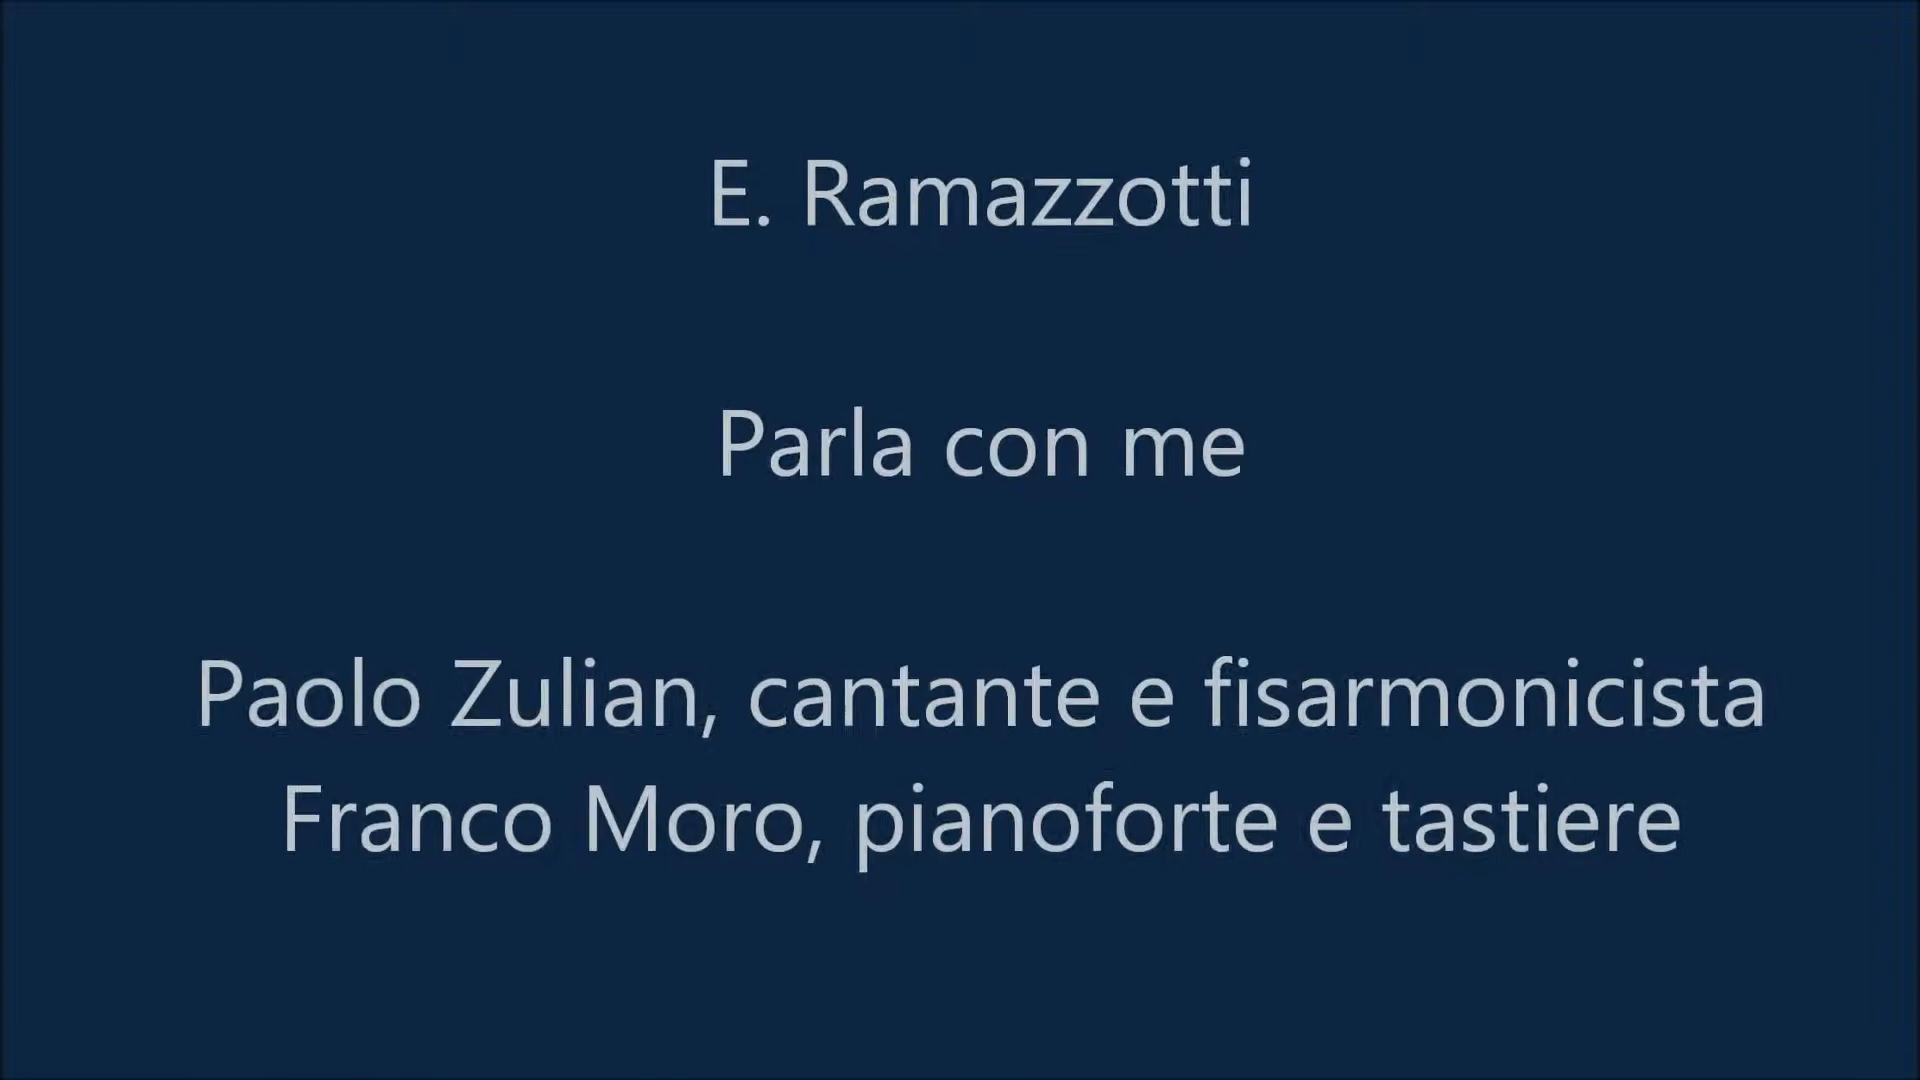 E. Ramazzotti
Parla con me
Paolo Zulian, cantante e fisarmonicista
Franco Moro, pianoforte e tastiere